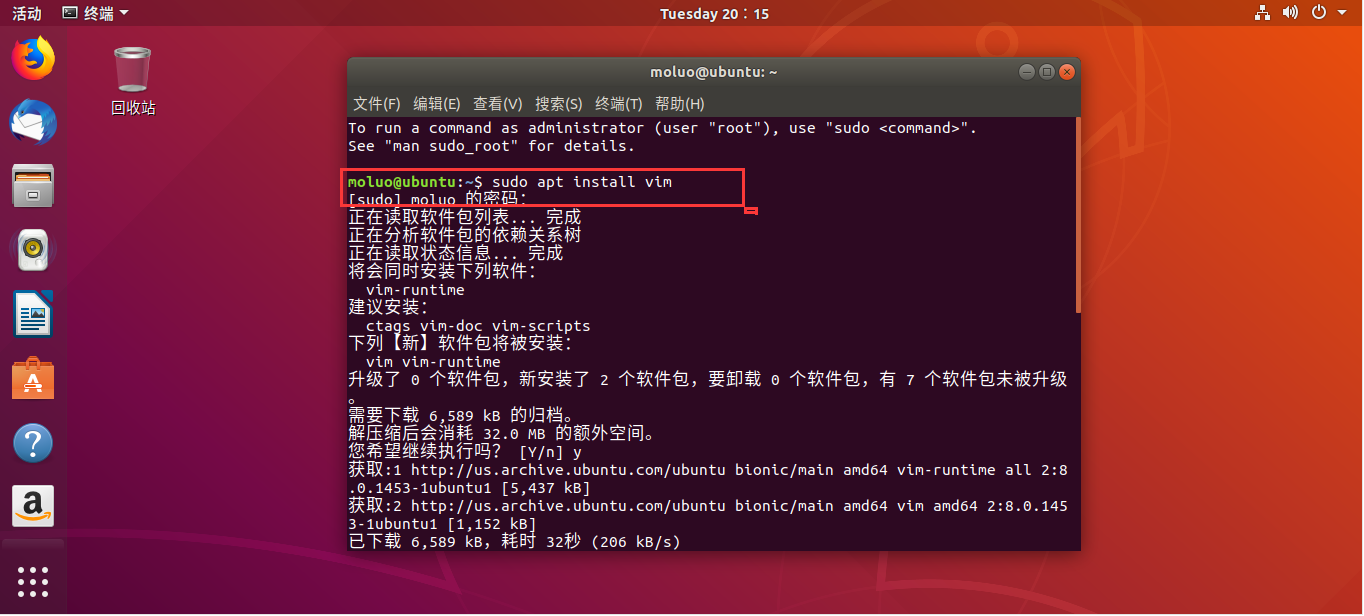 活动 终端 Tuesday 20：15
回收站
moluo@ubuntu: ~
文件(F) 编辑(E) 查看(V) 搜索(S) 终端(T) 帮助(H)
To run a command as administrator (user "root"), use "sudo <command>".
See "man sudo_root" for details.
moluo@ubuntu:~$ sudo apt install vim
[sudo] moluo 的密码：
正在读取软件包列表... 完成
正在分析软件包的依赖关系树
正在读取状态信息... 完成
将会同时安装下列软件：
vim-runtime
建议安装：
ctags vim-doc vim-scripts
下列【新】软件包将被安装：
vim vim-runtime
升级了 0 个软件包，新安装了 2 个软件包，要卸载 0 个软件包，有 7 个软件包未被升级
。
需要下载 6,589 kB 的归档。
解压缩后会消耗 32.0 MB 的额外空间。
您希望继续执行吗？ [Y/n] y
获取:1 http://us.archive.ubuntu.com/ubuntu bionic/main amd64 vim-runtime all 2:8
.0.1453-1ubuntu1 [5,437 kB]
获取:2 http://us.archive.ubuntu.com/ubuntu bionic/main amd64 vim amd64 2:8.0.145
3-1ubuntu1 [1,152 kB]
已下载 6,589 kB，耗时 32秒 (206 kB/s)